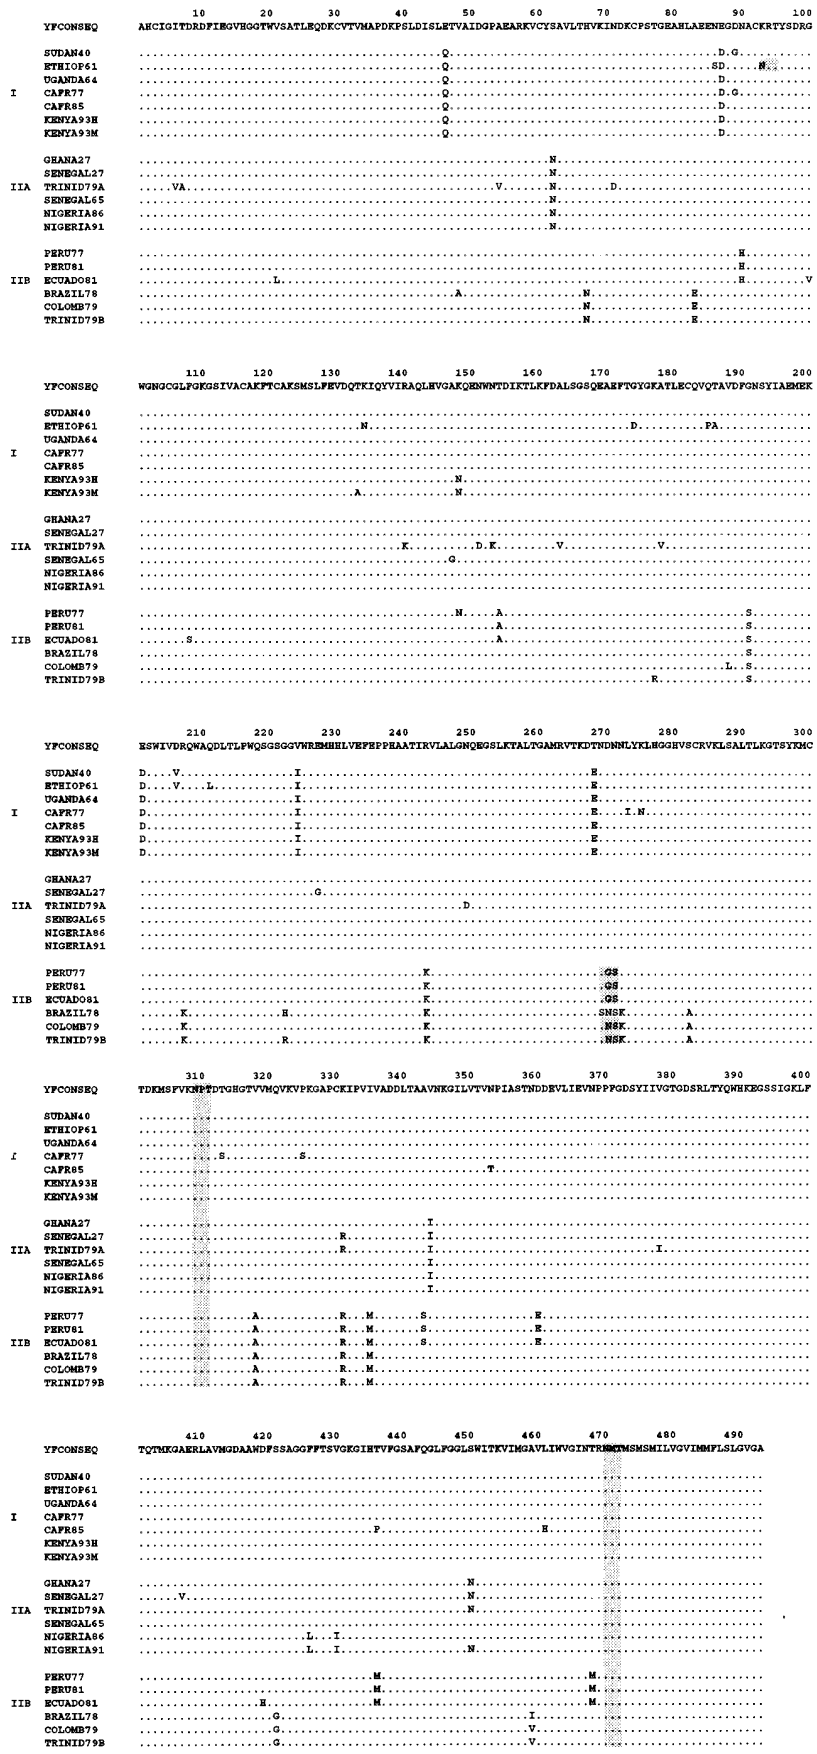 10 20 30 40 50 60 70 80 90 100
YFCONSEQ AHCIGITDRDFIEGVHGGTWVSATLEQDKCVTVMAPDKPSLDISLETVAIDGPAEARKVCYSAVLTHVKINDKCPSTGEAHLAEENEGDNACKRTYSDRG
SUDAN40 Q D G
ETHIOP61 Q SD N
UGANDA64 Q D
I CAFR77 Q D G
CAFR85 Q D
KENYA93H Q D
KENYA93M Q D
GHANA27 N
SENEGAL27 N
IIA TRINID79A VA V N D
SENEGAL65 N
NIGERIA86 N
NIGERIA91 N
PERU77 H
PERU81 H
IIB ECUADO81 L H V
BRAZIL78 A N E
COLOMB79 N E
TRINID79B N E
110 120 130 140 150 160 170 180 190 200
YFCONSEQ WGNGCGLFGKGSIVACAKFTCAKSMSLFEVDQTKIQYVIRAQLHVGAKQENWNTDIKTLKFDALSGSQEAEFTGYGKATLECQVQTAVDFGNSYIAEMEK
SUDAN40
ETHIOP61 N D PA
UGANDA64
I CAFR77
CAFR85
KENYA93H N
KENYA93M A N
GHANA27
SENEGAL27
IIA TRINID79A K D K V V
SENEGAL65 G
NIGERIA86
NIGERIA91
PERU77 N A S
PERU81 A S
IIB ECUADO81 S A S
BRAZIL78 S
COLOMB79 L S
TRINID79B R S
210 220 230 240 250 260 270 280 290 300
YFCONSEQ ESWIVDRQWAQDLTLPWQSGSGGVWREMHHLVEFEPPHAATIRVLALGNQEGSLKTALTGAMRVTKDTNDNNLYKLHGGHVSCRVKLSALTLKGTSYKMC
SUDAN40 D V I E
ETHIOP61 D V L I E
UGANDA64 D I E
I CAFR77 D I E I N
CAFR85 D I E
KENYA93H D I E
KENYA93M D I E
GHANA27
SENEGAL27 G
IIA TRINID79A D
SENEGAL65
NIGERIA86
NIGERIA91
PERU77 K GS
PERU81 K GS
IIB ECUADO81 K GS
BRAZIL78 K H K SNSK A
COLOMB79 K K NSK A
TRINID79B K R K NSK A
310 320 330 340 350 360 370 380 390 400
YFCONSEQ TDKMSFVKNPTDTGHGTVVMQVKVPKGAPCKIPVIVADDLTAAVNKGILVTVNPIASTNDDEVLIEVNPPFGDSYIIVGTGDSRLTYQWHKEGSSIGKLF
SUDAN40
ETHIOP61
UGANDA64
I CAFR77 S S
CAFR85 T
KENYA93H
KENYA93M
GHANA27 I
SENEGAL27 R I
IIA TRINID79A R I I
SENEGAL65 I
NIGERIA86 I
NIGERIA91 I
PERU77 A R M S E
PERU81 A R M S E
IIB ECUADO81 A R M S E
BRAZIL78 A R M
COLOMB79 A R M
TRINID79B A R M
410 420 430 440 450 460 470 480 490
YFCONSEQ TQTMKGAERLAVMGDAAWDFSSAGGFFTSVGKGIHTVFGSAFQGLFGGLSWITKVIMGAVLIWVGINTRNMTMSMSMILVGVIMMFLSLGVGA
SUDAN40
ETHIOP61
UGANDA64
I CAFR77
CAFR85 P H
KENYA93H
KENYA93M
GHANA27 N
SENEGAL27 V N
IIA TRINID79A N
SENEGAL65
NIGERIA86 L I
NIGERIA91 L I N
PERU77 M M
PERU81 M M
IIB ECUADO81 H M M
BRAZIL78 G I
COLOMB79 G V
TRINID79B G V